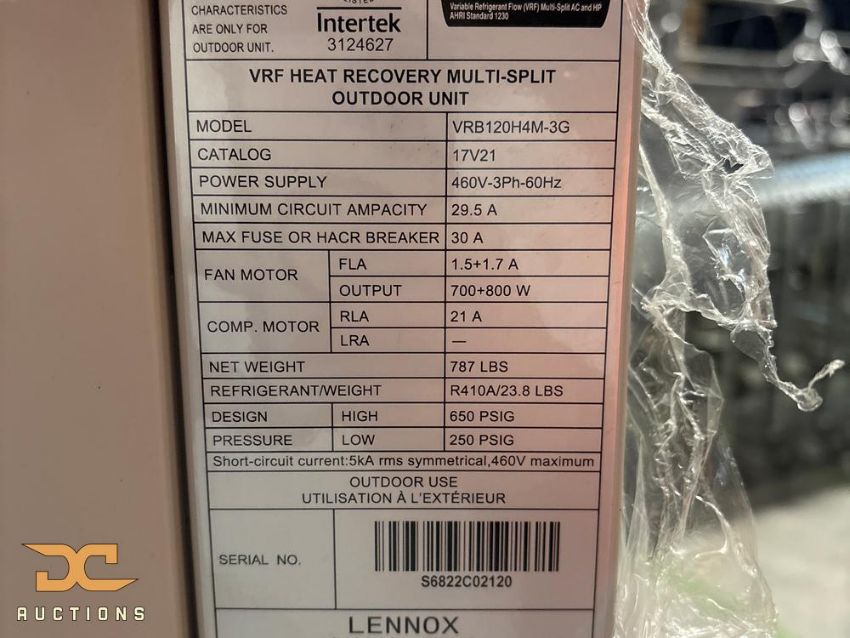 CHARACTERISTICS
ARE ONLY FOR
OUTDOOR UNIT.
LISTED
Intertek
3124627
Variable Refrigerant Flow (VRF) Multi-Split AC and HP
AHRI Standard 1230
VRF HEAT RECOVERY MULTI-SPLIT
OUTDOOR UNIT
MODEL VRB120H4M-3G
CATALOG 17V21
POWER SUPPLY 460V-3Ph-60Hz
MINIMUM CIRCUIT AMPACITY 29.5 A
MAX FUSE OR HACR BREAKER 30 A
FAN MOTOR FLA 1.5+1.7 A
OUTPUT 700+800 W
COMP. MOTOR RLA 21 A
LRA —
NET WEIGHT 787 LBS
REFRIGERANT/WEIGHT R410A/23.8 LBS
DESIGN HIGH 650 PSIG
PRESSURE LOW 250 PSIG
Short-circuit current:5kA rms symmetrical,460V maximum
OUTDOOR USE
UTILISATION À L'EXTÉRIEUR
SERIAL NO.
S6822C02120
LENNOX
DC
AUCTIONS